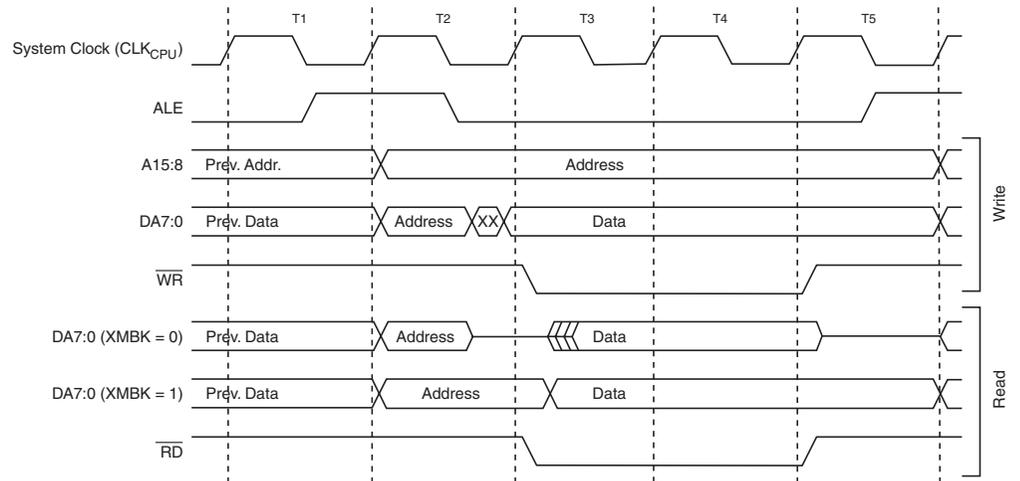 T1 T2 T3 T4 T5
System Clock (CLKCPU)
ALE
A15:8 Prev. Addr. Address
DA7:0 Prev. Data Address XX Data
WR
Write
DA7:0 (XMBK = 0) Prev. Data Address Data
DA7:0 (XMBK = 1) Prev. Data Address Data
RD
Read